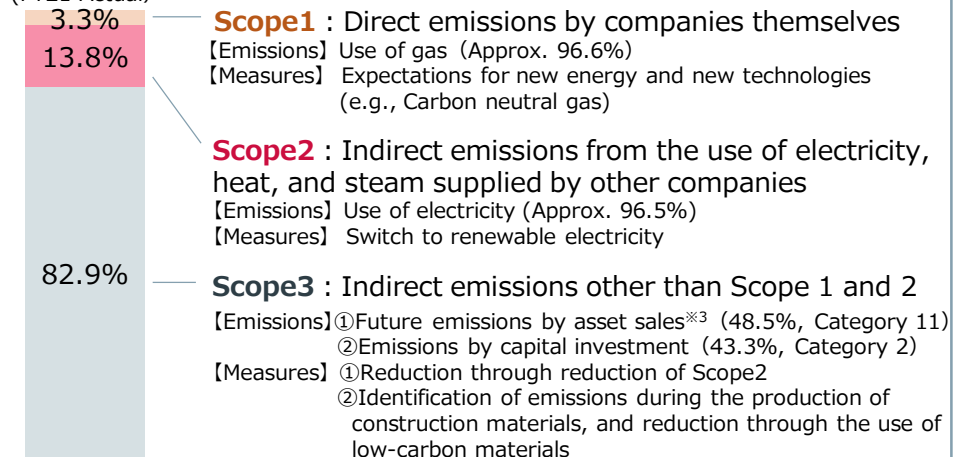 3.3%
13.8%
82.9%
Scope1 : Direct emissions by companies themselves
【Emissions】Use of gas (Approx. 96.6%)
【Measures】 Expectations for new energy and new technologies
(e.g., Carbon neutral gas)
Scope2 : Indirect emissions from the use of electricity,
heat, and steam supplied by other companies
【Emissions】Use of electricity (Approx. 96.5%)
【Measures】 Switch to renewable electricity
Scope3 : Indirect emissions other than Scope 1 and 2
【Emissions】①Future emissions by asset sales※3 (48.5%, Category 11)
②Emissions by capital investment (43.3%, Category 2)
【Measures】 ①Reduction through reduction of Scope2
②Identification of emissions during the production of
construction materials, and reduction through the use of
low-carbon materials